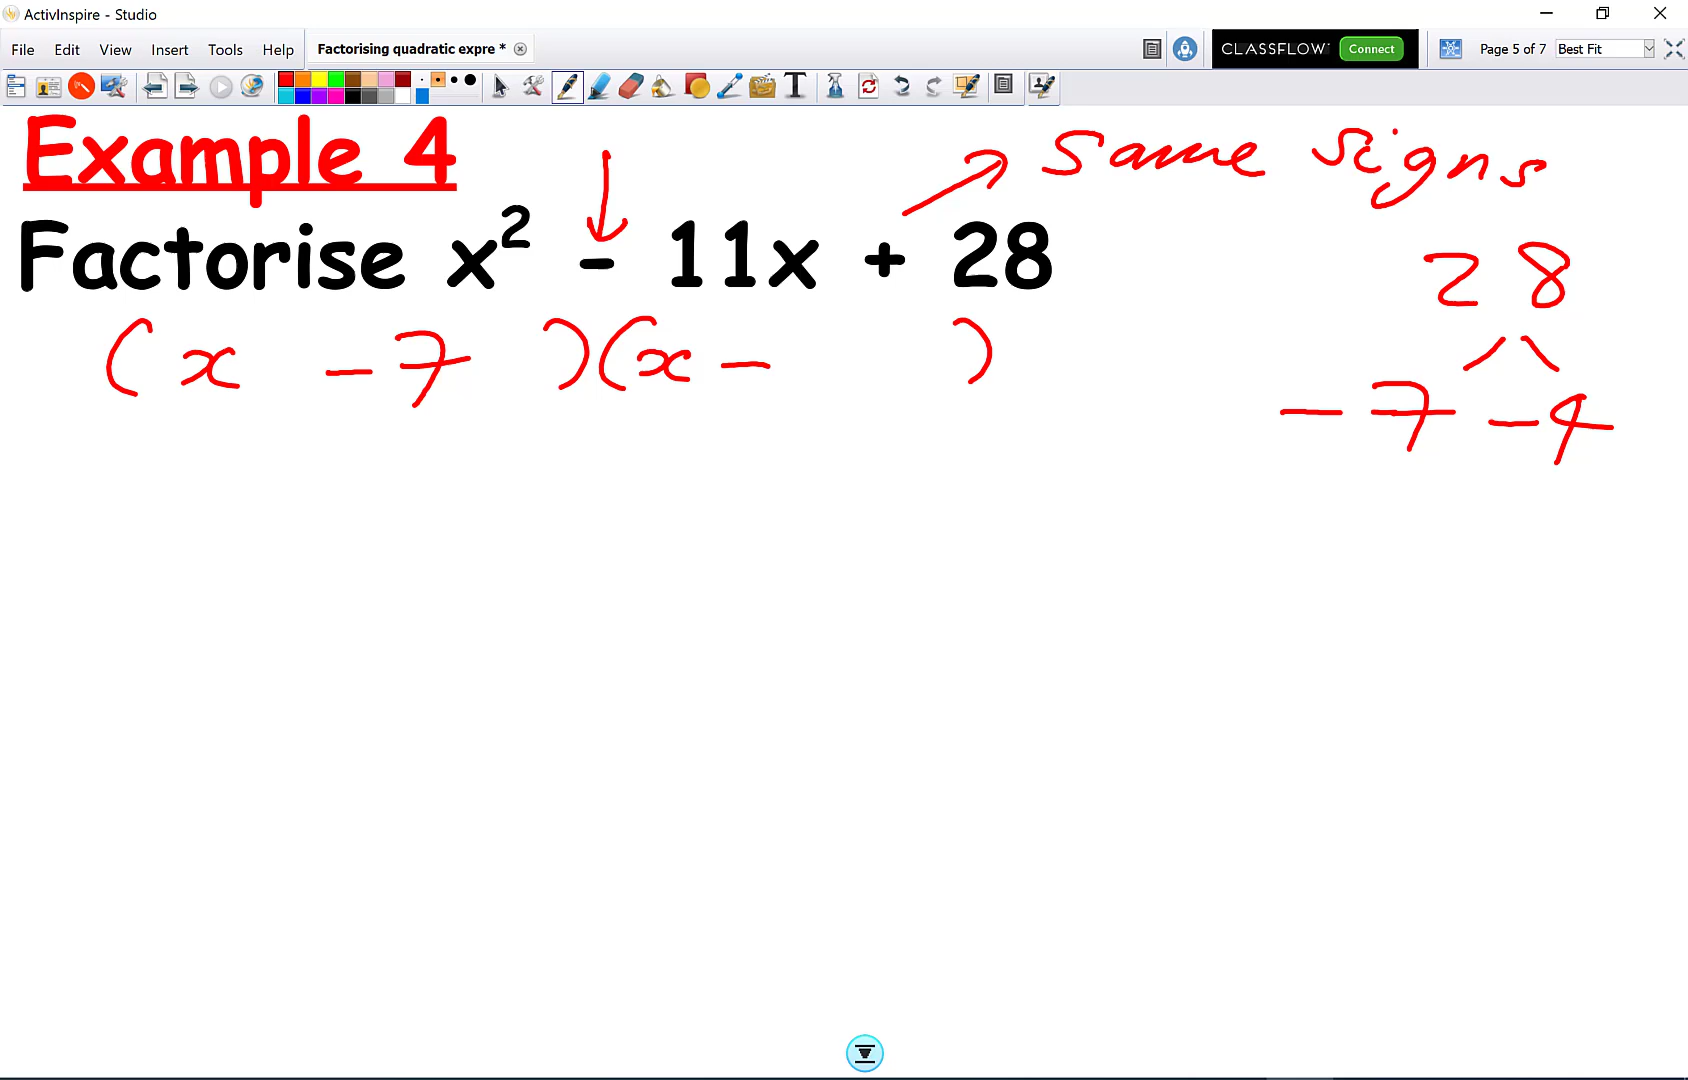 ActivInspire - Studio
File Edit View Insert Tools Help Factorising quadratic expre * CLASSFLOW Connect Page 5 of 7 Best Fit
Example 4
same signs
Factorise x² - 11x + 28
28
(x - 7 )(x - )
- 7 - 4